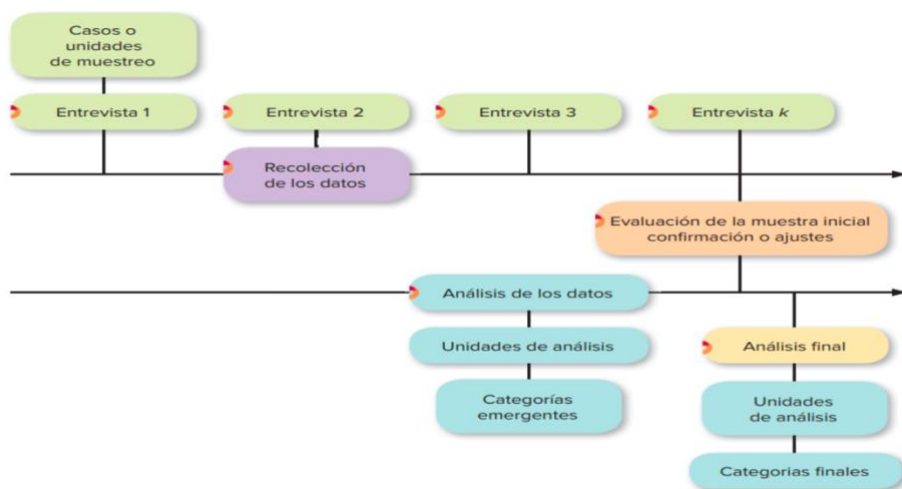 Casos o
unidades
de muestreo
Entrevista 1
Entrevista 2
Entrevista 3
Entrevista k
Recolección
de los datos
Evaluación de la muestra inicial
confirmación o ajustes
Análisis de los datos
Unidades de análisis
Categorías
emergentes
Análisis final
Unidades
de análisis
Categorias finales